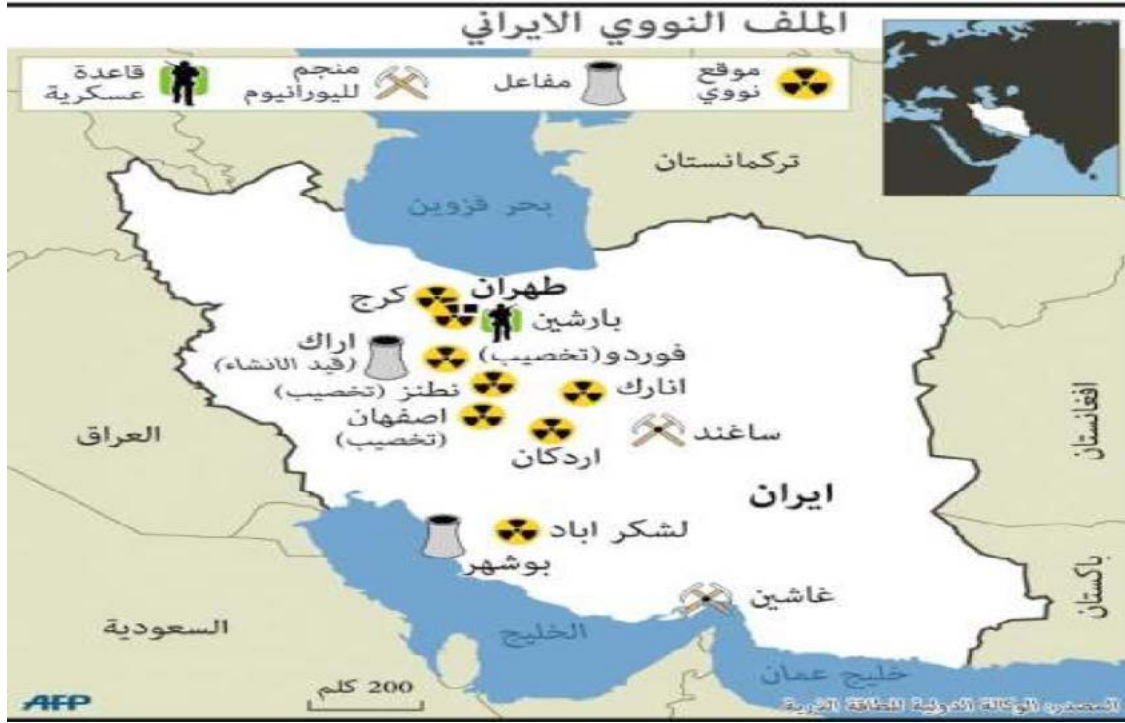 الملف النووي الايراني
موقع
نووي
مفاعل
منجم
لليورانيوم
قاعدة
عسكرية
تركمانستان
بحر قزوين
طهران
كرج
بارشين
اراك
(قيد الانشاء)
فوردو(تخصيب)
نطنز (تخصيب)
انارك
اصفهان
(تخصيب)
اردكان
ساغند
العراق
افغانستان
ايران
لشكر اباد
بوشهر
غاشين
باكستان
السعودية
الخليج
خليج عمان
200 كلم
AFP
المصدر: الوكالة الدولية للطاقة الذرية